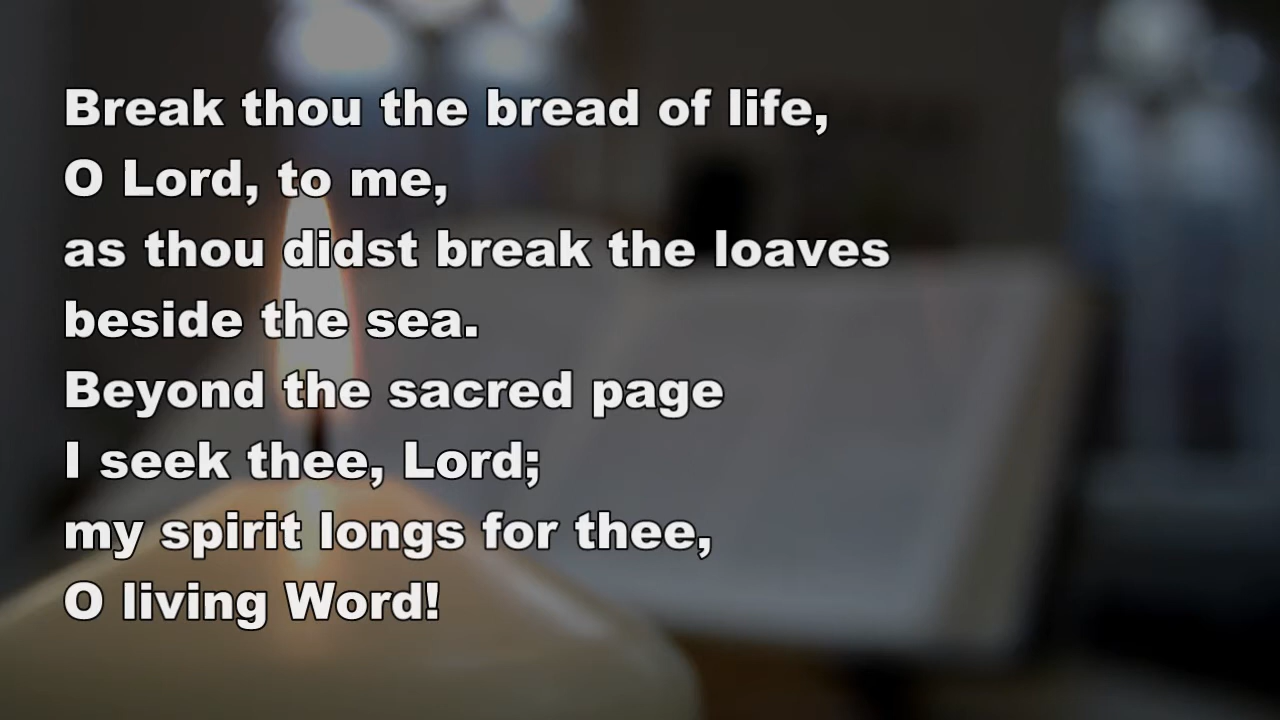 Break thou the bread of life,
O Lord, to me,
as thou didst break the loaves
beside the sea.
Beyond the sacred page
I seek thee, Lord;
my spirit longs for thee,
O living Word!